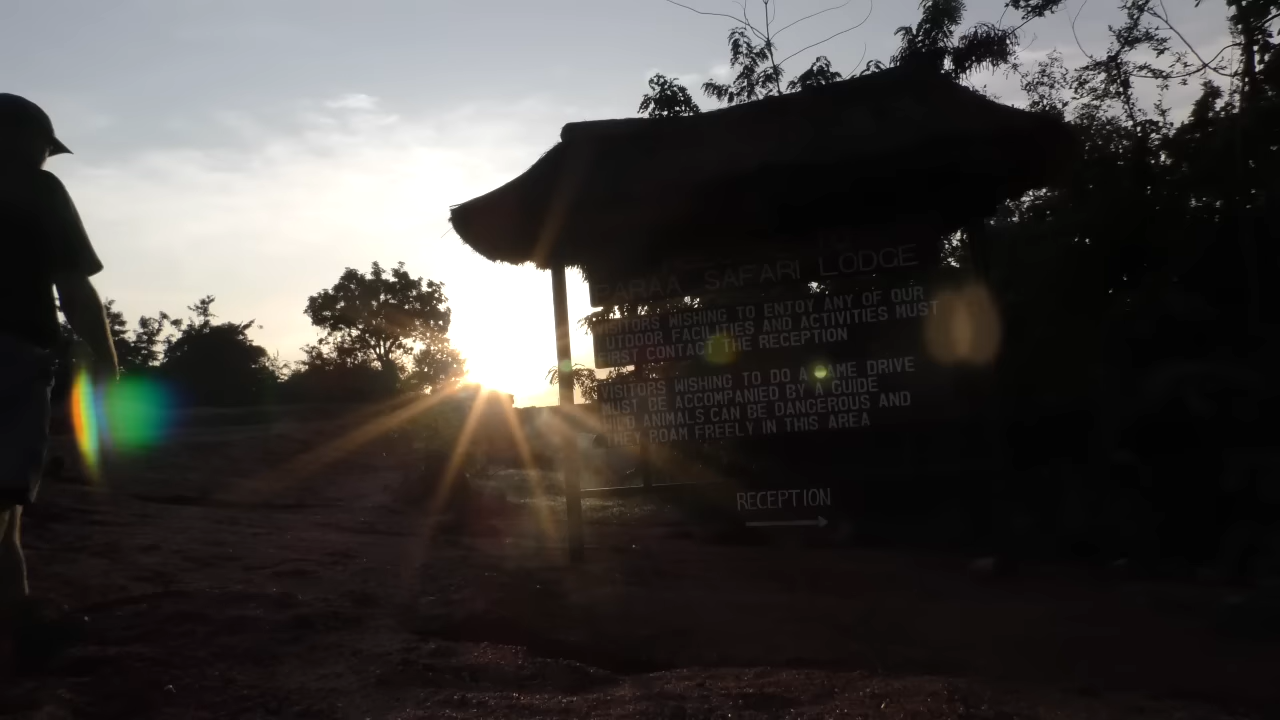 PARAA SAFARI LODGE
VISITORS WISHING TO ENJOY ANY OF OUR
OUTDOOR FACILITIES AND ACTIVITIES MUST
FIRST CONTACT THE RECEPTION
VISITORS WISHING TO DO A GAME DRIVE
MUST BE ACCOMPANIED BY A GUIDE
WILD ANIMALS CAN BE DANGEROUS AND
THEY ROAM FREELY IN THIS AREA
RECEPTION